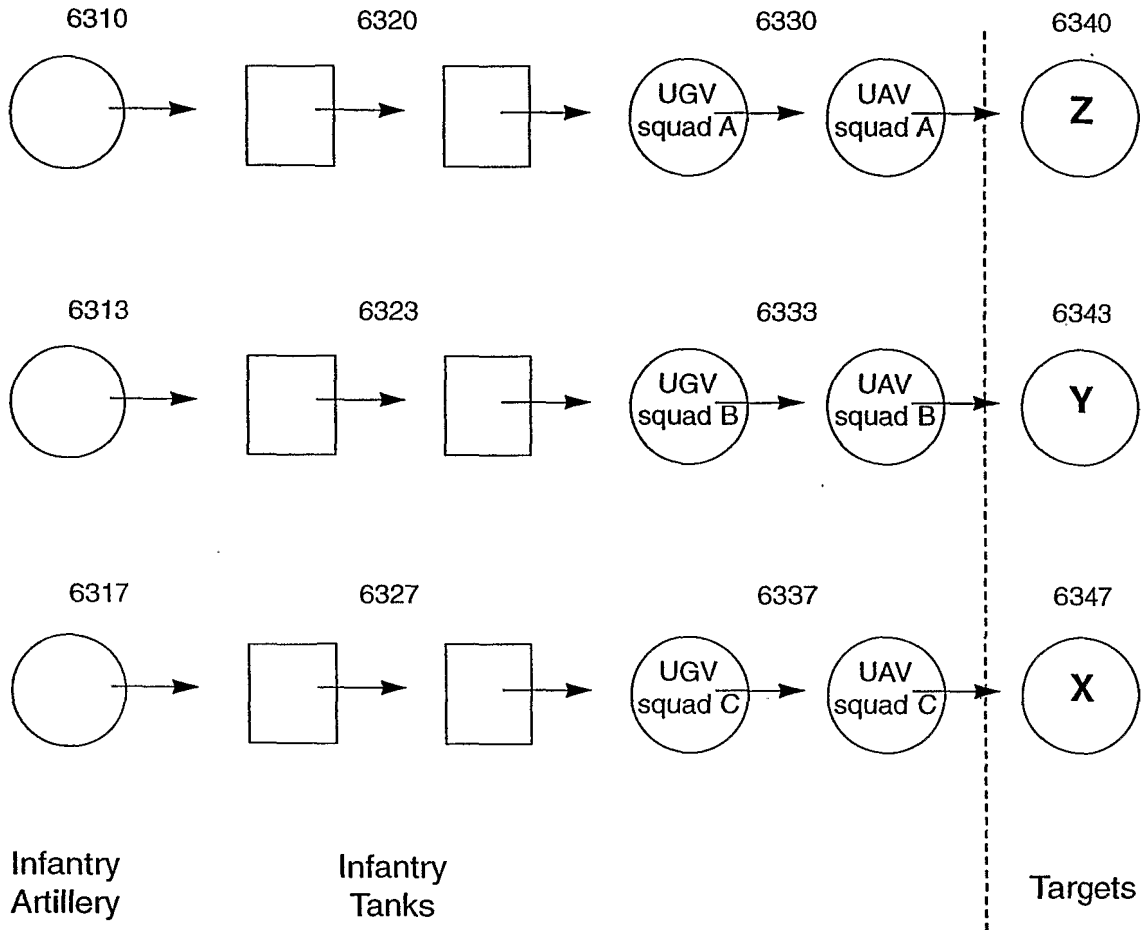 6310 6320 6330 6340
UGV UAV Z
squad A squad A
6313 6323 6333 6343
UGV UAV Y
squad B squad B
6317 6327 6337 6347
UGV UAV X
squad C squad C
Infantry Infantry
Artillery Tanks Targets